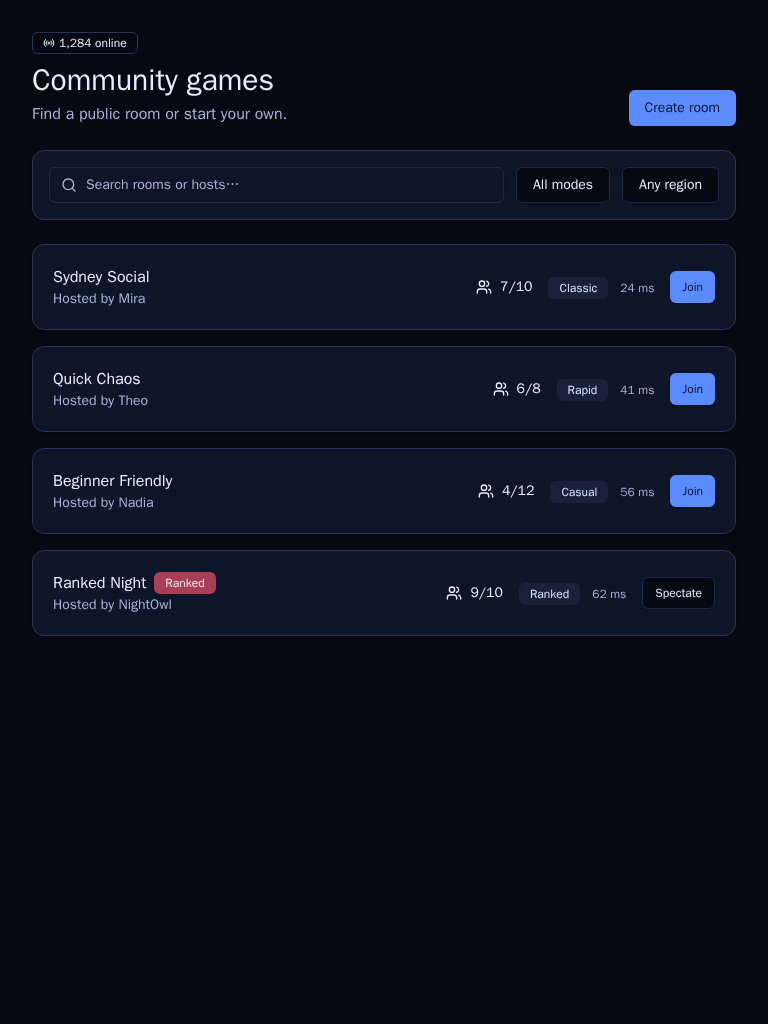 1,284 online
Community games
Find a public room or start your own.
Create room
Search rooms or hosts…
All modes
Any region
Sydney Social
Hosted by Mira
7/10
Classic
24 ms
Join
Quick Chaos
Hosted by Theo
6/8
Rapid
41 ms
Join
Beginner Friendly
Hosted by Nadia
4/12
Casual
56 ms
Join
Ranked Night
Ranked
Hosted by NightOwl
9/10
Ranked
62 ms
Spectate